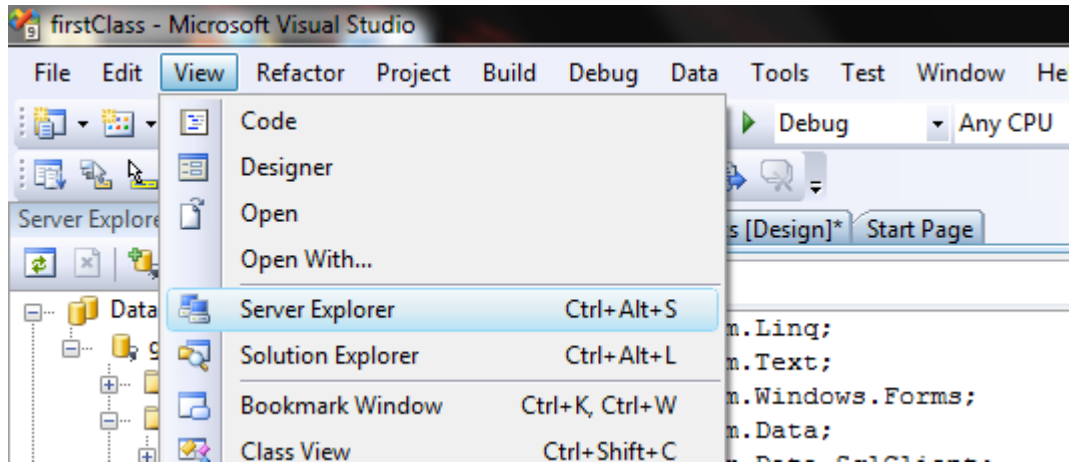 firstClass - Microsoft Visual Studio
File Edit View Refactor Project Build Debug Data Tools Test Window He
Debug Any CPU
Code
Designer
Open
Open With...
Server Explorer Ctrl+Alt+S
Solution Explorer Ctrl+Alt+L
Bookmark Window Ctrl+K, Ctrl+W
Class View Ctrl+Shift+C
Server Explore
Data
g
s [Design]* Start Page
m.Linq;
m.Text;
m.Windows.Forms;
m.Data;